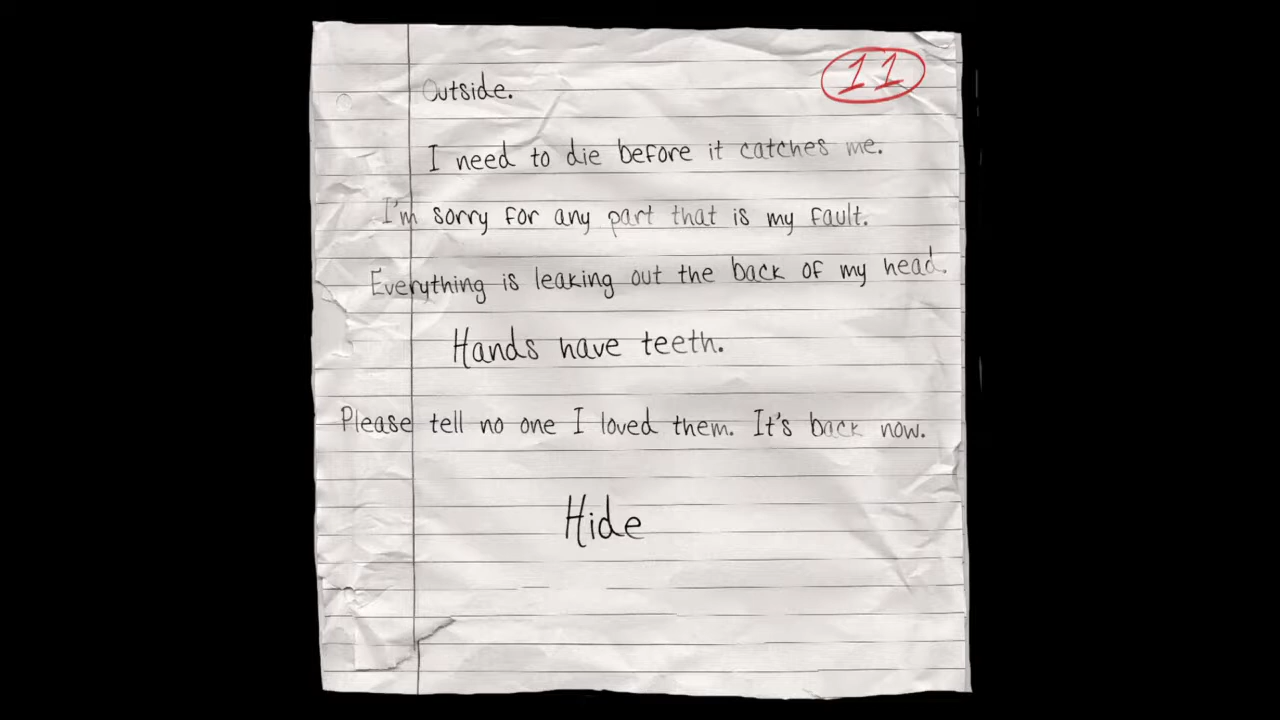 11
Outside.
I need to die before it catches me.
I'm sorry for any part that is my fault.
Everything is leaking out the back of my head.
Hands have teeth.
Please tell no one I loved them. It's back now.
Hide